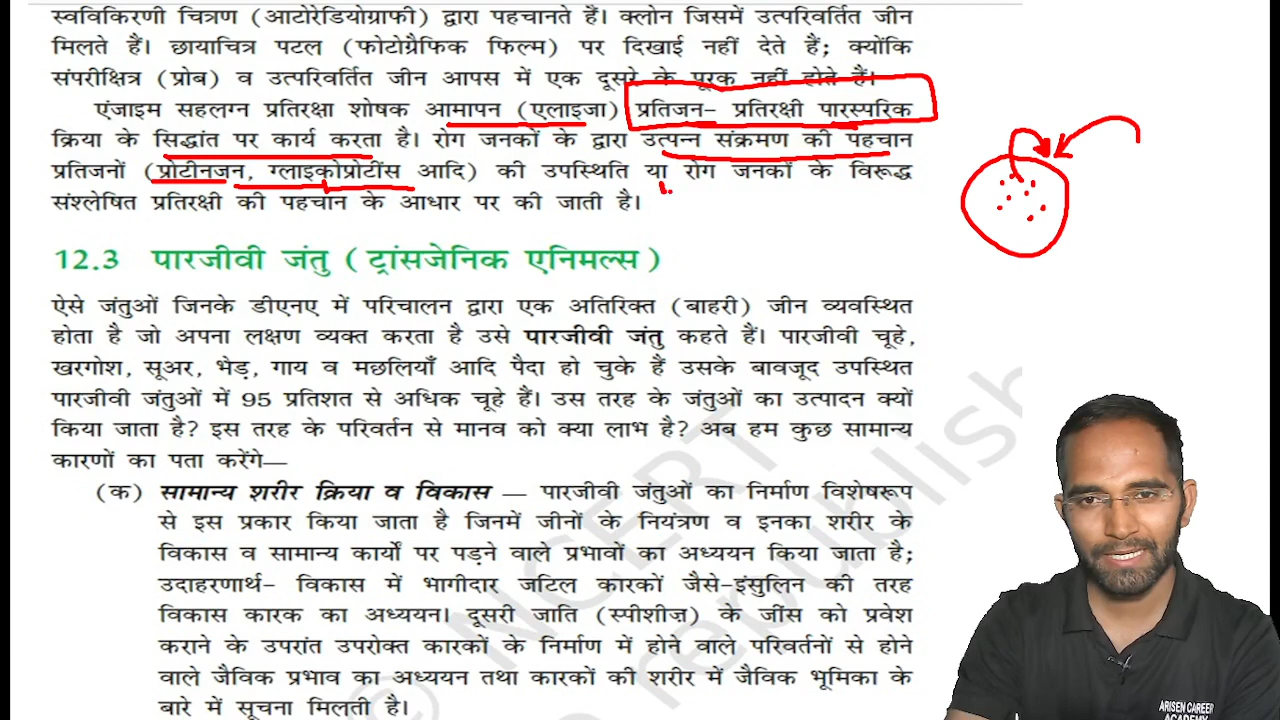 स्वविकिरणी चित्रण (आटोरेडियोग्राफी) द्वारा पहचानते हैं। क्लोन जिसमें उत्परिवर्तित जीन
मिलते हैं। छायाचित्र पटल (फोटोग्रैफिक फिल्म) पर दिखाई नहीं देते हैं; क्योंकि
संपरीक्षित्र (प्रोब) व उत्परिवर्तित जीन आपस में एक दूसरे के पूरक नहीं होते हैं।
एंजाइम सहलग्न प्रतिरक्षा शोषक आमापन (एलाइजा) प्रतिजन- प्रतिरक्षी पारस्परिक
क्रिया के सिद्धांत पर कार्य करता है। रोग जनकों के द्वारा उत्पन्न संक्रमण की पहचान
प्रतिजनों (प्रोटीनजन, ग्लाइकोप्रोटींस आदि) की उपस्थिति या रोग जनकों के विरूद्ध
संश्लेषित प्रतिरक्षी की पहचान के आधार पर की जाती है।
12.3 पारजीवी जंतु (ट्रांसजेनिक एनिमल्स)
ऐसे जंतुओं जिनके डीएनए में परिचालन द्वारा एक अतिरिक्त (बाहरी) जीन व्यवस्थित
होता है जो अपना लक्षण व्यक्त करता है उसे पारजीवी जंतु कहते हैं। पारजीवी चूहे,
खरगोश, सूअर, भेड़, गाय व मछलियाँ आदि पैदा हो चुके हैं उसके बावजूद उपस्थित
पारजीवी जंतुओं में 95 प्रतिशत से अधिक चूहे हैं। उस तरह के जंतुओं का उत्पादन क्यों
किया जाता है? इस तरह के परिवर्तन से मानव को क्या लाभ है? अब हम कुछ सामान्य
कारणों का पता करेंगे—
(क) सामान्य शरीर क्रिया व विकास — पारजीवी जंतुओं का निर्माण विशेषरूप
से इस प्रकार किया जाता है जिनमें जीनों के नियंत्रण व इनका शरीर के
विकास व सामान्य कार्यों पर पड़ने वाले प्रभावों का अध्ययन किया जाता है;
उदाहरणार्थ- विकास में भागीदार जटिल कारकों जैसे-इंसुलिन की तरह
विकास कारक का अध्ययन। दूसरी जाति (स्पीशीज़) के जींस को प्रवेश
कराने के उपरांत उपरोक्त कारकों के निर्माण में होने वाले परिवर्तनों से होने
वाले जैविक प्रभाव का अध्ययन तथा कारकों की शरीर में जैविक भूमिका के
बारे में सूचना मिलती है।
© NCERT
republish
ARISEN CAREER
ACADEMY